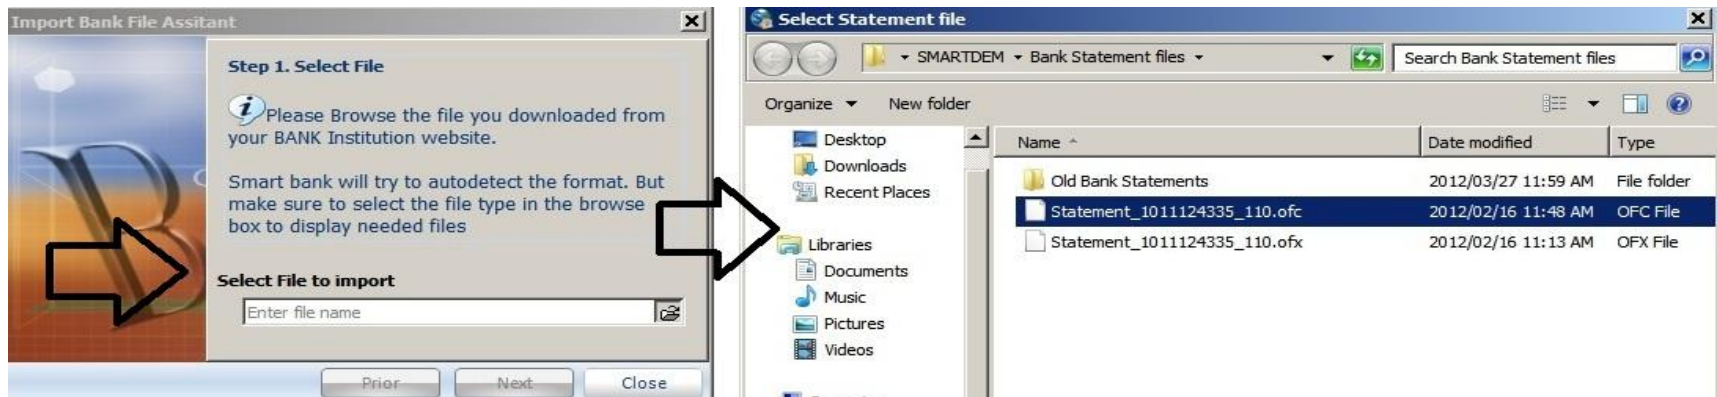 Import Bank File Assitant
Step 1. Select File
Please Browse the file you downloaded from
your BANK Institution website.
Smart bank will try to autodetect the format. But
make sure to select the file type in the browse
box to display needed files
Select File to import
Enter file name
Prior Next Close
Select Statement file
SMARTDEM Bank Statement files
Search Bank Statement files
Organize New folder
Desktop
Downloads
Recent Places
Libraries
Documents
Music
Pictures
Videos
Name Date modified Type
Old Bank Statements 2012/03/27 11:59 AM File folder
Statement_1011124335_110.ofc 2012/02/16 11:48 AM OFC File
Statement_1011124335_110.ofx 2012/02/16 11:13 AM OFX File